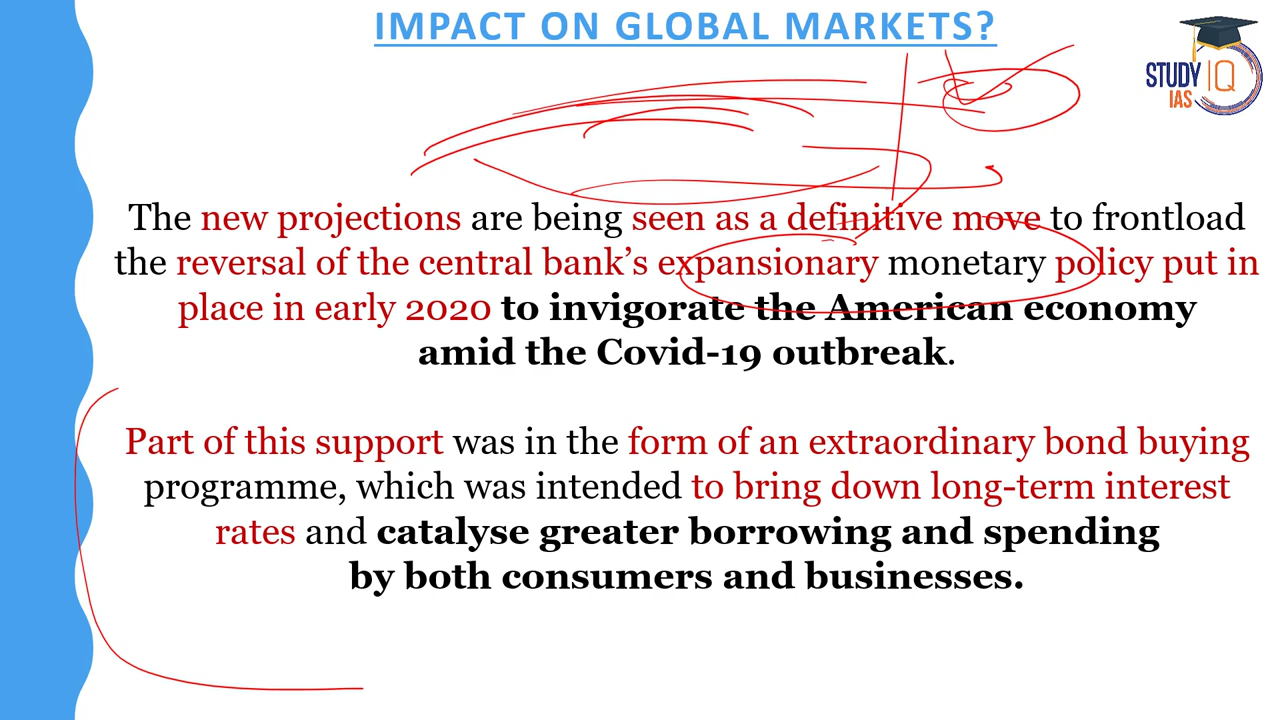 IMPACT ON GLOBAL MARKETS?
STUDY IQ
IAS
The new projections are being seen as a definitive move to frontload
the reversal of the central bank’s expansionary monetary policy put in
place in early 2020 to invigorate the American economy
amid the Covid-19 outbreak.
Part of this support was in the form of an extraordinary bond buying
programme, which was intended to bring down long-term interest
rates and catalyse greater borrowing and spending
by both consumers and businesses.